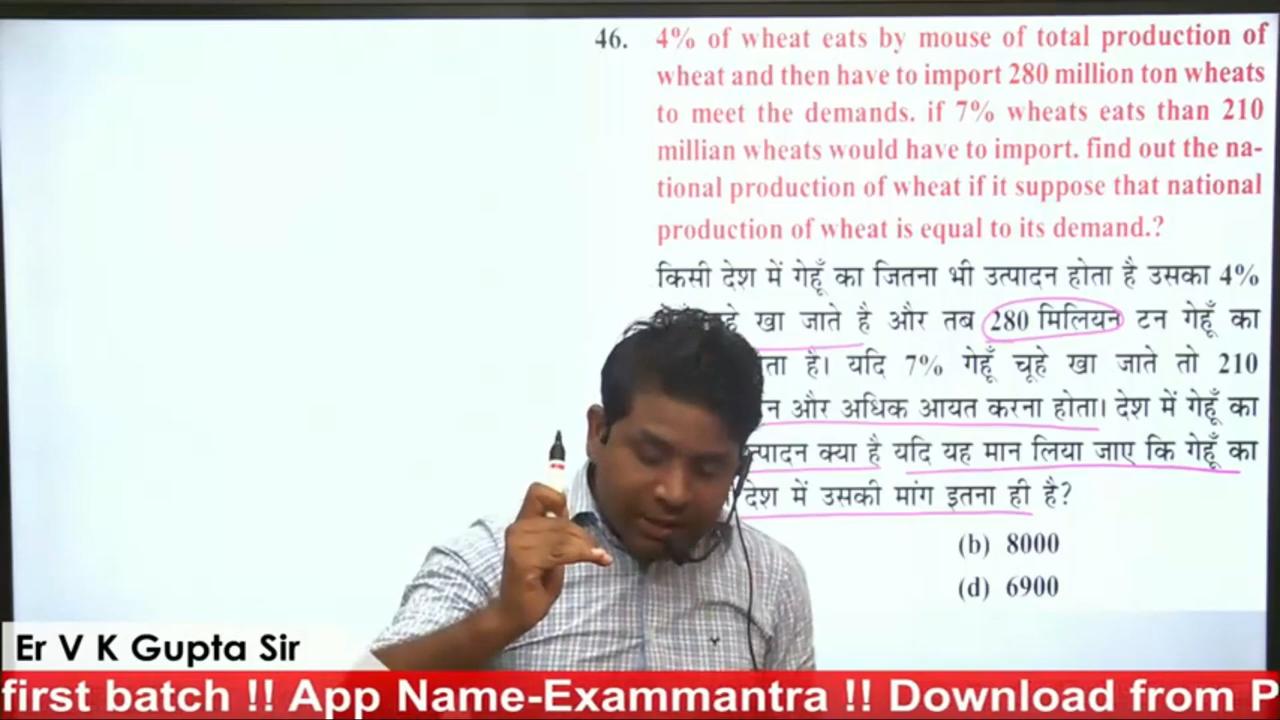 46. 4% of wheat eats by mouse of total production of
wheat and then have to import 280 million ton wheats
to meet the demands. if 7% wheats eats than 210
millian wheats would have to import. find out the na-
tional production of wheat if it suppose that national
production of wheat is equal to its demand.?
किसी देश में गेहूँ का जितना भी उत्पादन होता है उसका 4%
खा जाते है और तब 280 मिलियन टन गेहूँ का
है। यदि 7% गेहूँ चूहे खा जाते तो 210
और अधिक आयत करना होता। देश में गेहूँ का
क्या है यदि यह मान लिया जाए कि गेहूँ का
देश में उसकी मांग इतना ही है?
(b) 8000
(d) 6900
Er V K Gupta Sir
first batch !! App Name-Exammantra !! Download from P